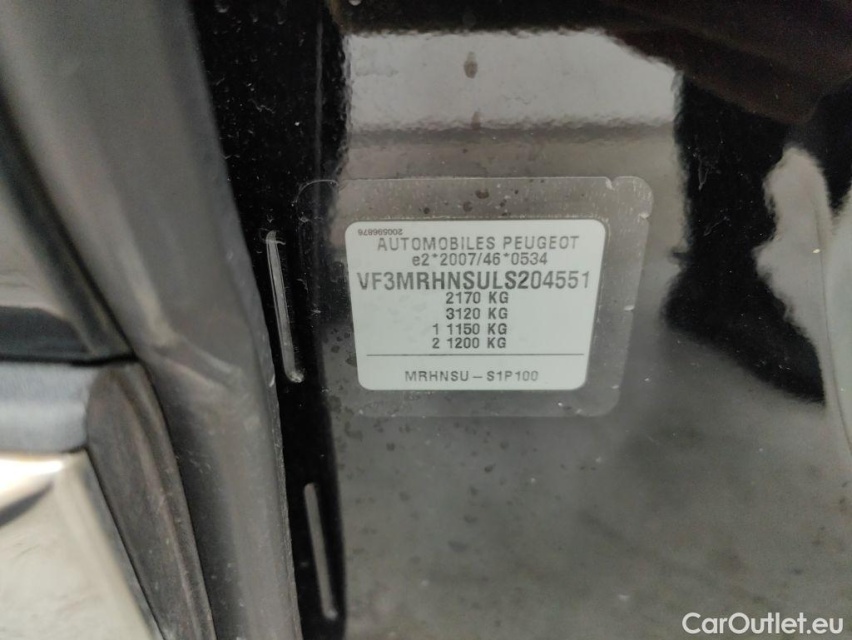 200596876
AUTOMOBILES PEUGEOT
e2*2007/46*0534
VF3MRHNSULS204551
2170 KG
3120 KG
1 1150 KG
2 1200 KG
MRHNSU - S1P100
CarOutlet.eu